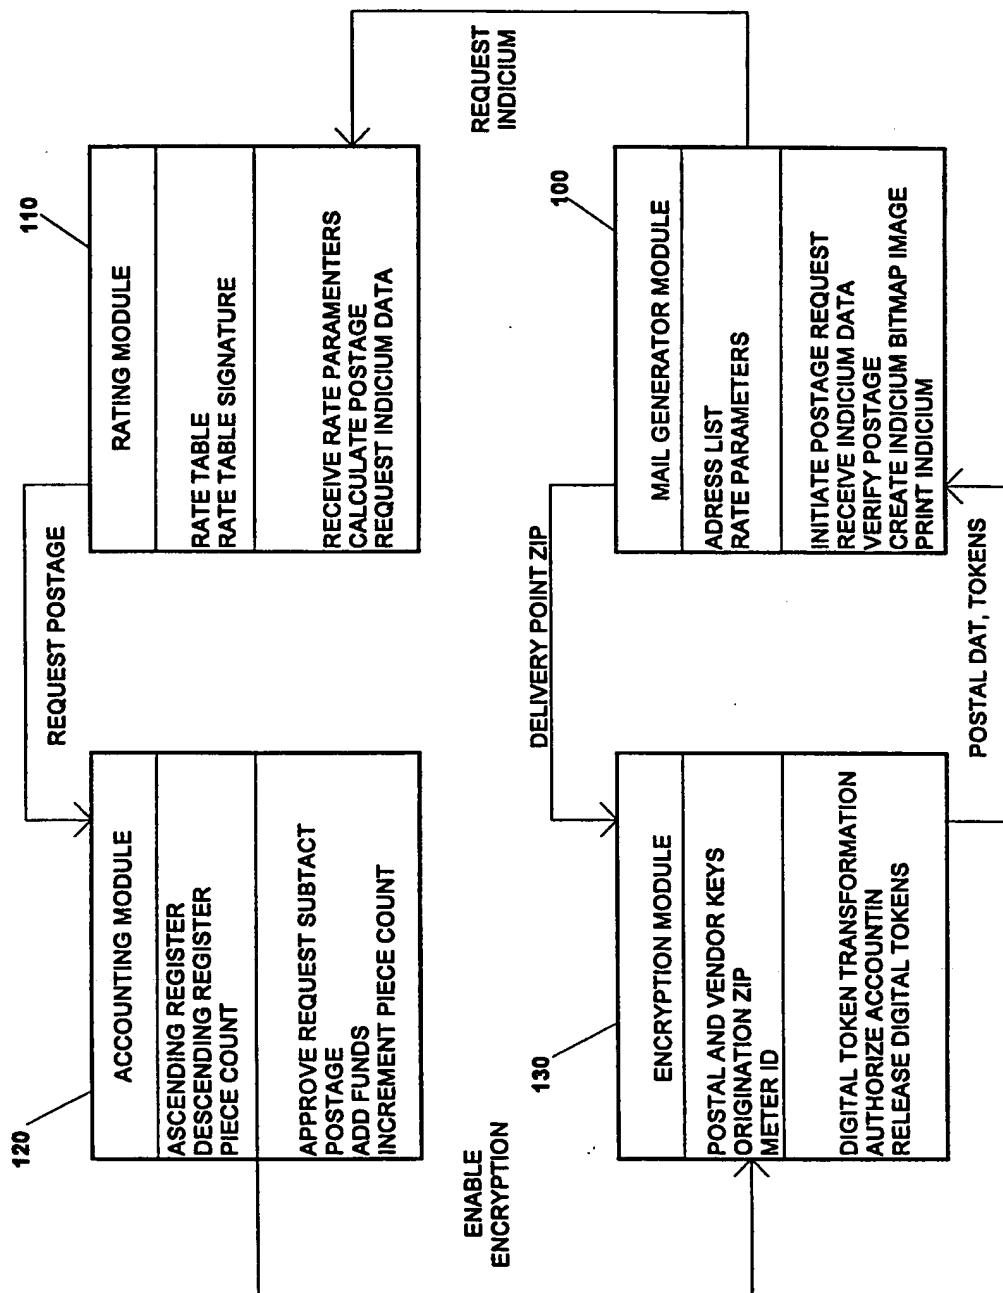 120
ACCOUNTING MODULE
ASCENDING REGISTER
DESCENDING REGISTER
PIECE COUNT
APPROVE REQUEST SUBTACT
POSTAGE
ADD FUNDS
INCREMENT PIECE COUNT
REQUEST POSTAGE
110
RATING MODULE
RATE TABLE
RATE TABLE SIGNATURE
RECEIVE RATE PARAMENTERS
CALCULATE POSTAGE
REQUEST INDICIUM DATA
ENABLE
ENCRYPTION
REQUEST
INDICIUM
130
ENCRYPTION MODULE
POSTAL AND VENDOR KEYS
ORIGINATION ZIP
METER ID
DIGITAL TOKEN TRANSFORMATION
AUTHORIZE ACCOUNTIN
RELEASE DIGITAL TOKENS
DELIVERY POINT ZIP
100
MAIL GENERATOR MODULE
ADRESS LIST
RATE PARAMETERS
INITIATE POSTAGE REQUEST
RECEIVE INDICIUM DATA
VERIFY POSTAGE
CREATE INDICIUM BITMAP IMAGE
PRINT INDICIUM
POSTAL DAT, TOKENS